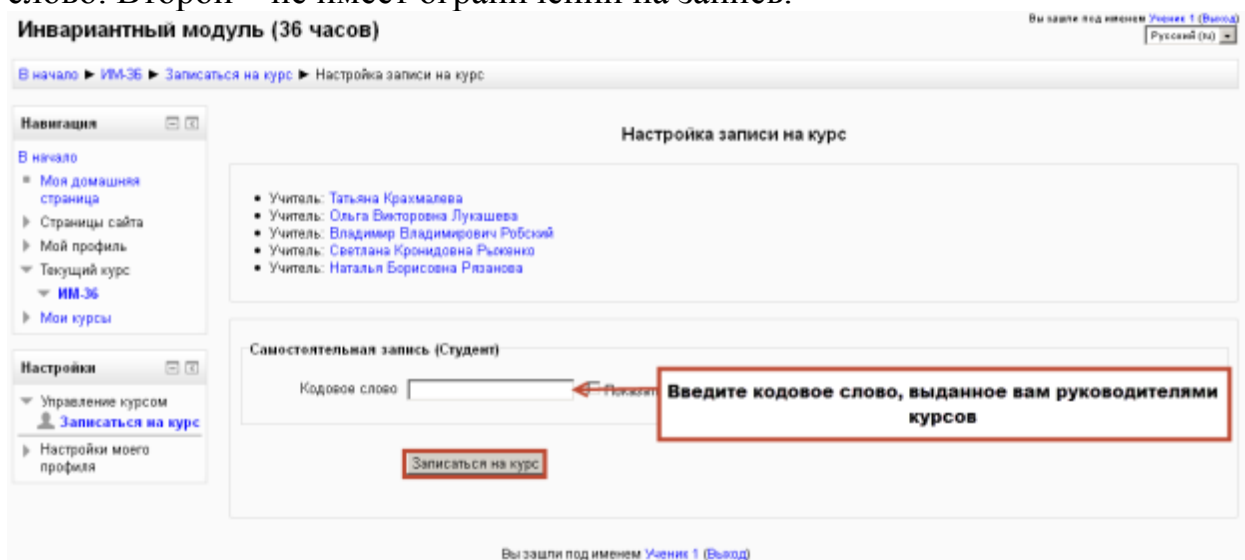 слово. Второй – не имеет ограничений на запись.
Инвариантный модуль (36 часов)
Вы зашли под именем Ученик 1 (Выход)
Русский (ru)
В начало ► ИМ-36 ► Записаться на курс ► Настройка записи на курс
Навигация
В начало
Моя домашняя
страница
Страницы сайта
Мой профиль
Текущий курс
ИМ-36
Мои курсы
Настройки
Управление курсом
Записаться на курс
Настройки моего
профиля
Настройка записи на курс
• Учитель: Татьяна Крахмалева
• Учитель: Ольга Викторовна Лукашева
• Учитель: Владимир Владимирович Робский
• Учитель: Светлана Кронидовна Рыженко
• Учитель: Наталья Борисовна Рязанова
Самостоятельная запись (Студент)
Кодовое слово
Введите кодовое слово, выданное вам руководителями
курсов
Записаться на курс
Вы зашли под именем Ученик 1 (Выход)